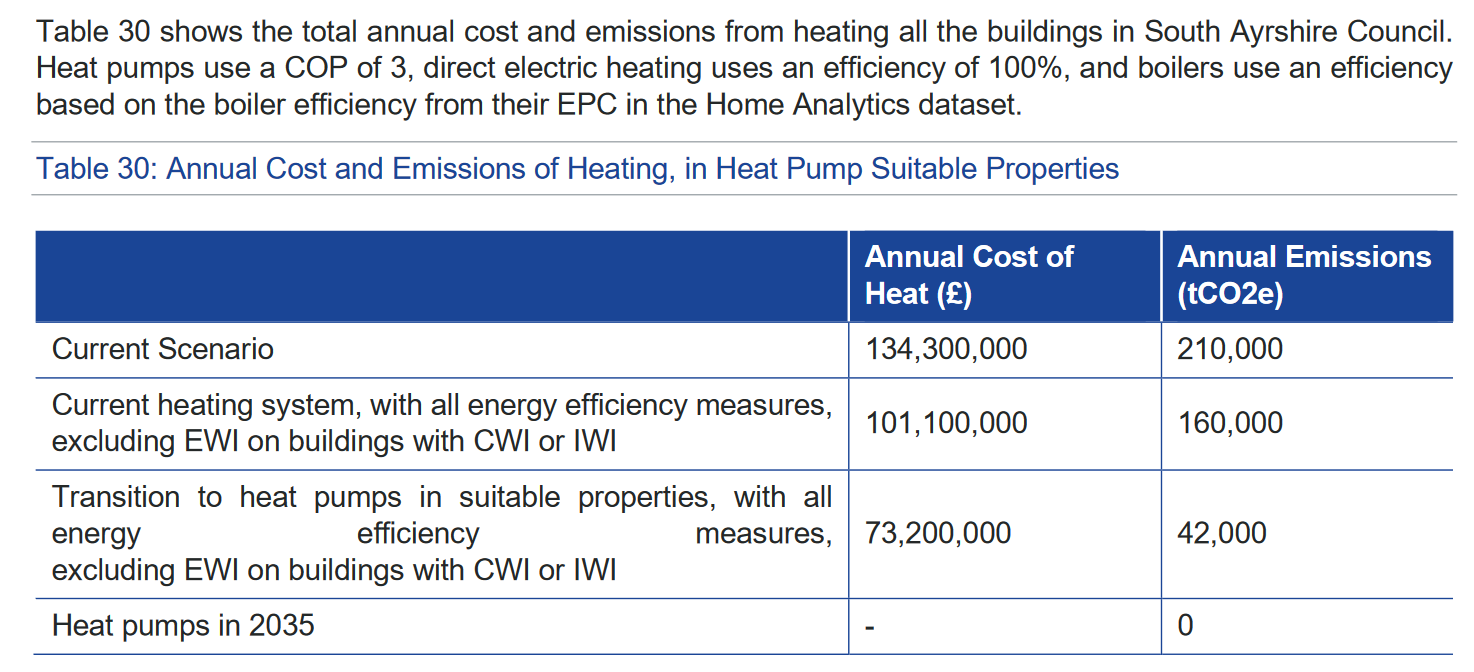 Table 30 shows the total annual cost and emissions from heating all the buildings in South Ayrshire Council.
Heat pumps use a COP of 3, direct electric heating uses an efficiency of 100%, and boilers use an efficiency
based on the boiler efficiency from their EPC in the Home Analytics dataset.
Table 30: Annual Cost and Emissions of Heating, in Heat Pump Suitable Properties
Annual Cost of
Heat (£)
Annual Emissions
(tCO2e)
Current Scenario
134,300,000
210,000
Current heating system, with all energy efficiency measures,
excluding EWI on buildings with CWI or IWI
101,100,000
160,000
Transition to heat pumps in suitable properties, with all
energy efficiency measures,
excluding EWI on buildings with CWI or IWI
73,200,000
42,000
Heat pumps in 2035
-
0